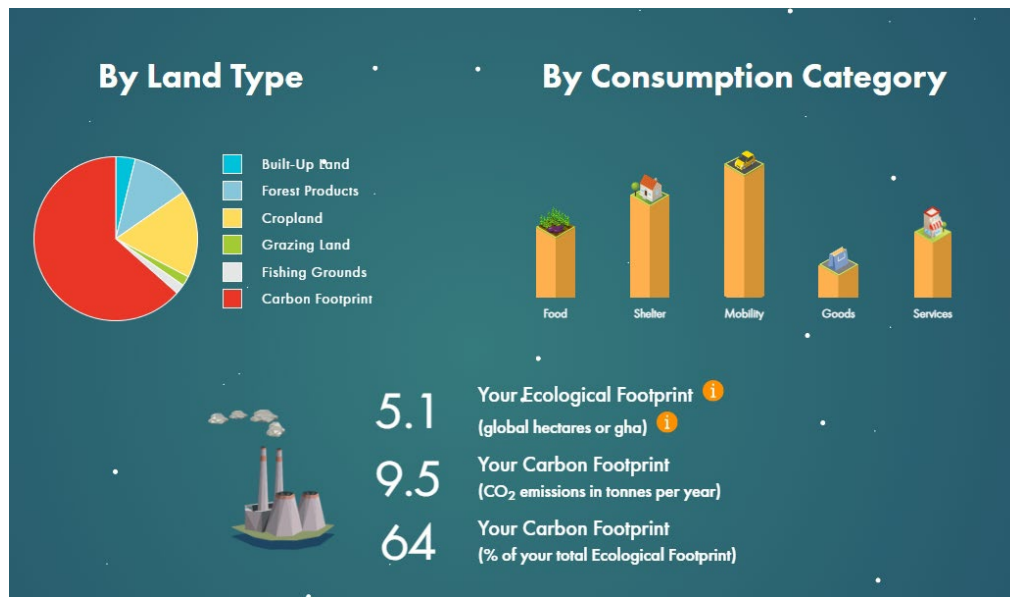 By Land Type
Built-Up Land
Forest Products
Cropland
Grazing Land
Fishing Grounds
Carbon Footprint
By Consumption Category
Food
Shelter
Mobility
Goods
Services
5.1
Your Ecological Footprint i
(global hectares or gha) i
9.5
Your Carbon Footprint
(CO₂ emissions in tonnes per year)
64
Your Carbon Footprint
(% of your total Ecological Footprint)